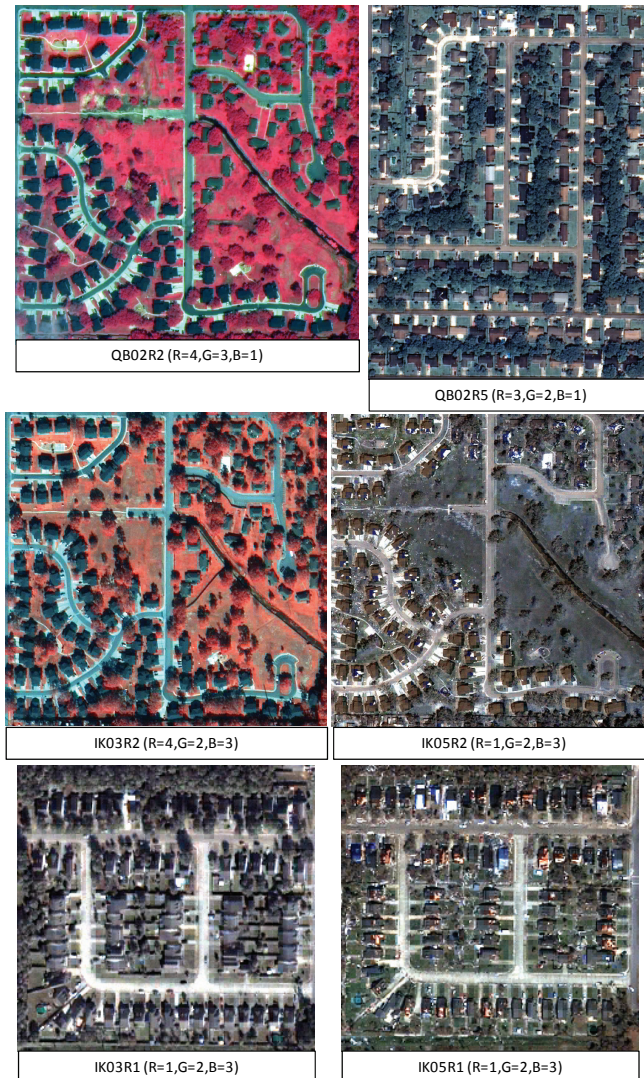 QB02R2 (R=4,G=3,B=1)
QB02R5 (R=3,G=2,B=1)
IK03R2 (R=4,G=2,B=3)
IK05R2 (R=1,G=2,B=3)
IK03R1 (R=1,G=2,B=3)
IK05R1 (R=1,G=2,B=3)